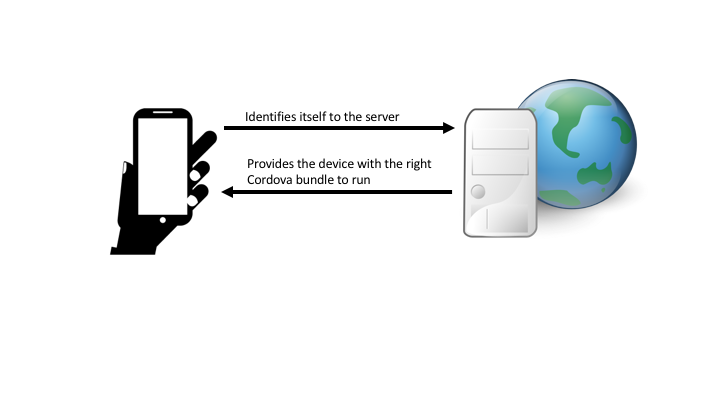 Identifies itself to the server
Provides the device with the right
Cordova bundle to run